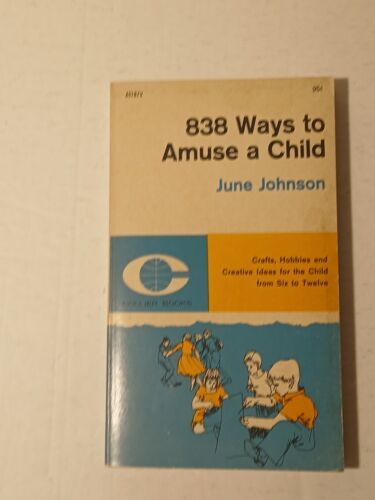 95¢
838 Ways to
Amuse a Child
June Johnson
Crafts, Hobbies and
Creative Ideas for the Child
from Six to Twelve
COLLIER BOOKS